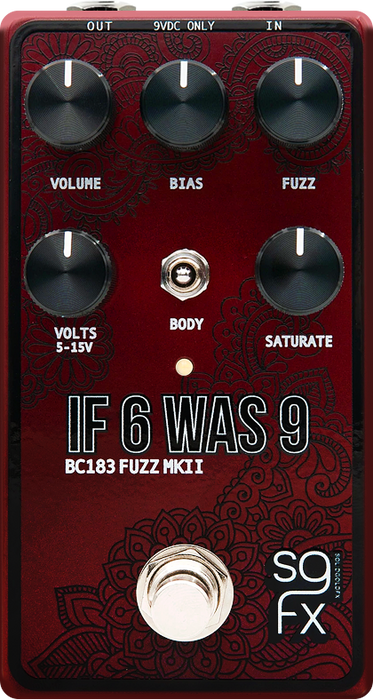 OUT 9VDC ONLY IN
VOLUME BIAS FUZZ
VOLTS
5-15V
BODY
SATURATE
IF 6 WAS 9
BC183 FUZZ MKII
sg
FX
SOLIDGOLDFX